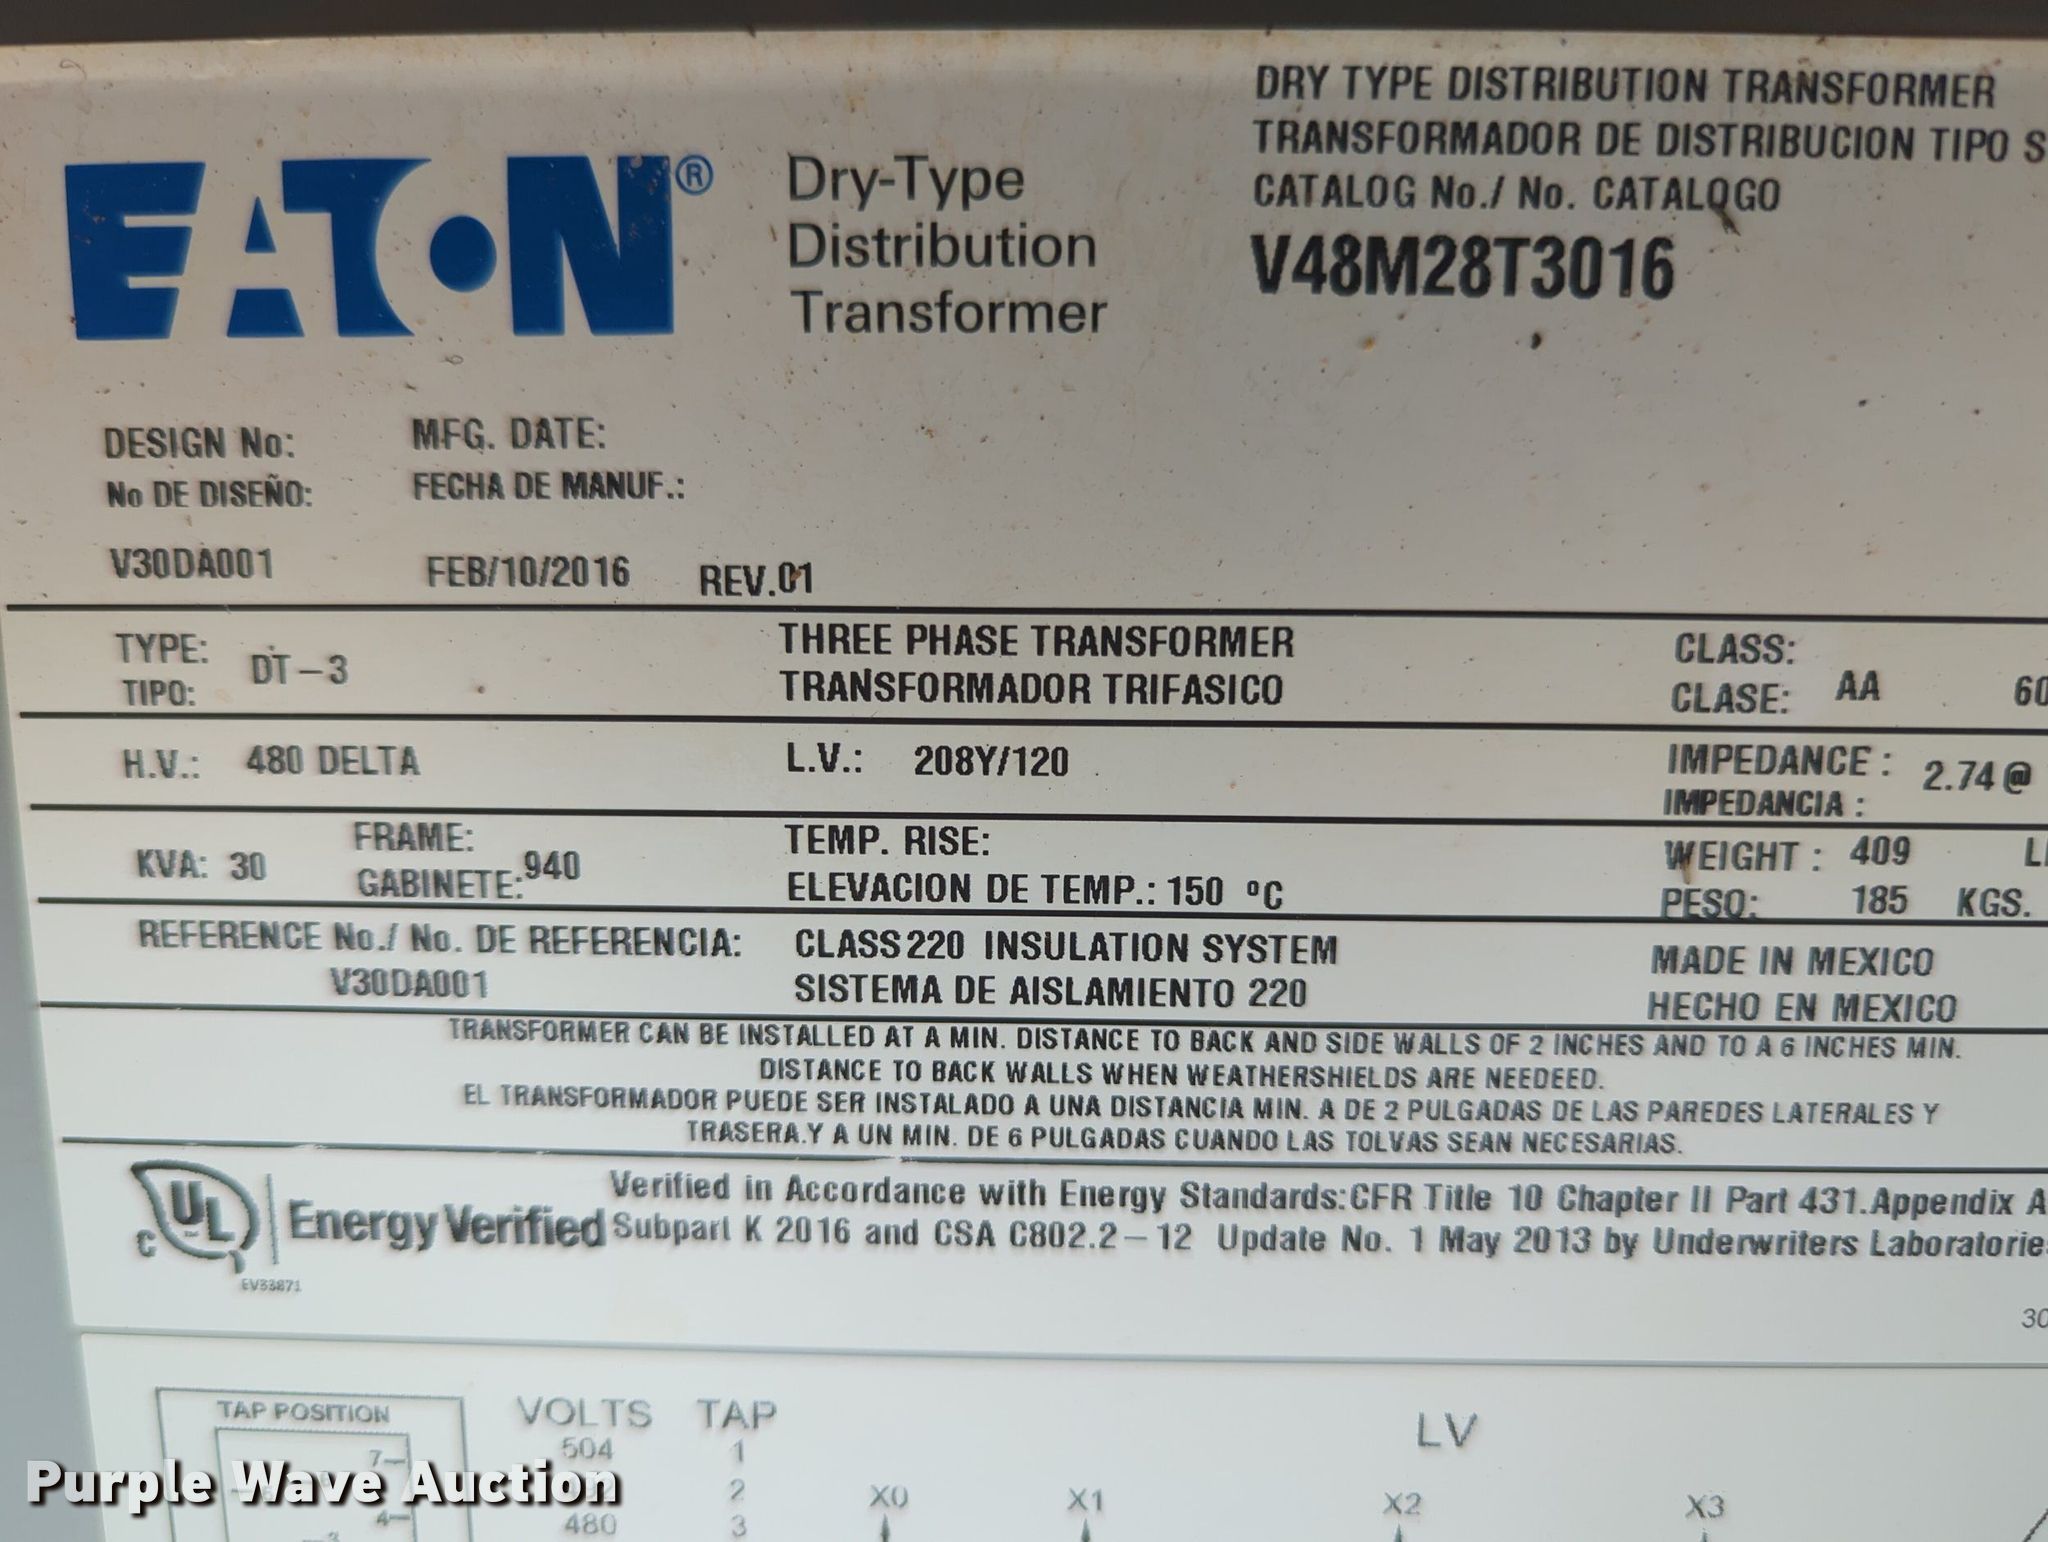 EATON®
Dry-Type
Distribution
Transformer
DRY TYPE DISTRIBUTION TRANSFORMER
TRANSFORMADOR DE DISTRIBUCION TIPO S
CATALOG No./ No. CATALOGO
V48M28T3016
DESIGN No:
No DE DISEÑO:
V30DA001
MFG. DATE:
FECHA DE MANUF.:
FEB/10/2016
REV.01
TYPE:
TIPO:
DT-3
THREE PHASE TRANSFORMER
TRANSFORMADOR TRIFASICO
CLASS:
CLASE:
AA
60
H.V.: 480 DELTA
L.V.: 208Y/120
IMPEDANCE :
IMPEDANCIA :
2.74@
KVA: 30
FRAME:
GABINETE:
940
TEMP. RISE:
ELEVACION DE TEMP.: 150 ºC
WEIGHT : 409
PESO: 185 KGS.
REFERENCE No./ No. DE REFERENCIA:
V30DA001
CLASS 220 INSULATION SYSTEM
SISTEMA DE AISLAMIENTO 220
MADE IN MEXICO
HECHO EN MEXICO
TRANSFORMER CAN BE INSTALLED AT A MIN. DISTANCE TO BACK AND SIDE WALLS OF 2 INCHES AND TO A 6 INCHES MIN.
DISTANCE TO BACK WALLS WHEN WEATHERSHIELDS ARE NEEDEED.
EL TRANSFORMADOR PUEDE SER INSTALADO A UNA DISTANCIA MIN. A DE 2 PULGADAS DE LAS PAREDES LATERALES Y
TRASERA.Y A UN MIN. DE 6 PULGADAS CUANDO LAS TOLVAS SEAN NECESARIAS.
C UL
Energy Verified
EV33871
Verified in Accordance with Energy Standards:CFR Title 10 Chapter II Part 431.Appendix A
Subpart K 2016 and CSA C802.2-12 Update No. 1 May 2013 by Underwriters Laboratories
30
TAP POSITION
7
4
VOLTS TAP
504 1
2
480 3
LV
X0 X1 X2 X3
Purple Wave Auction